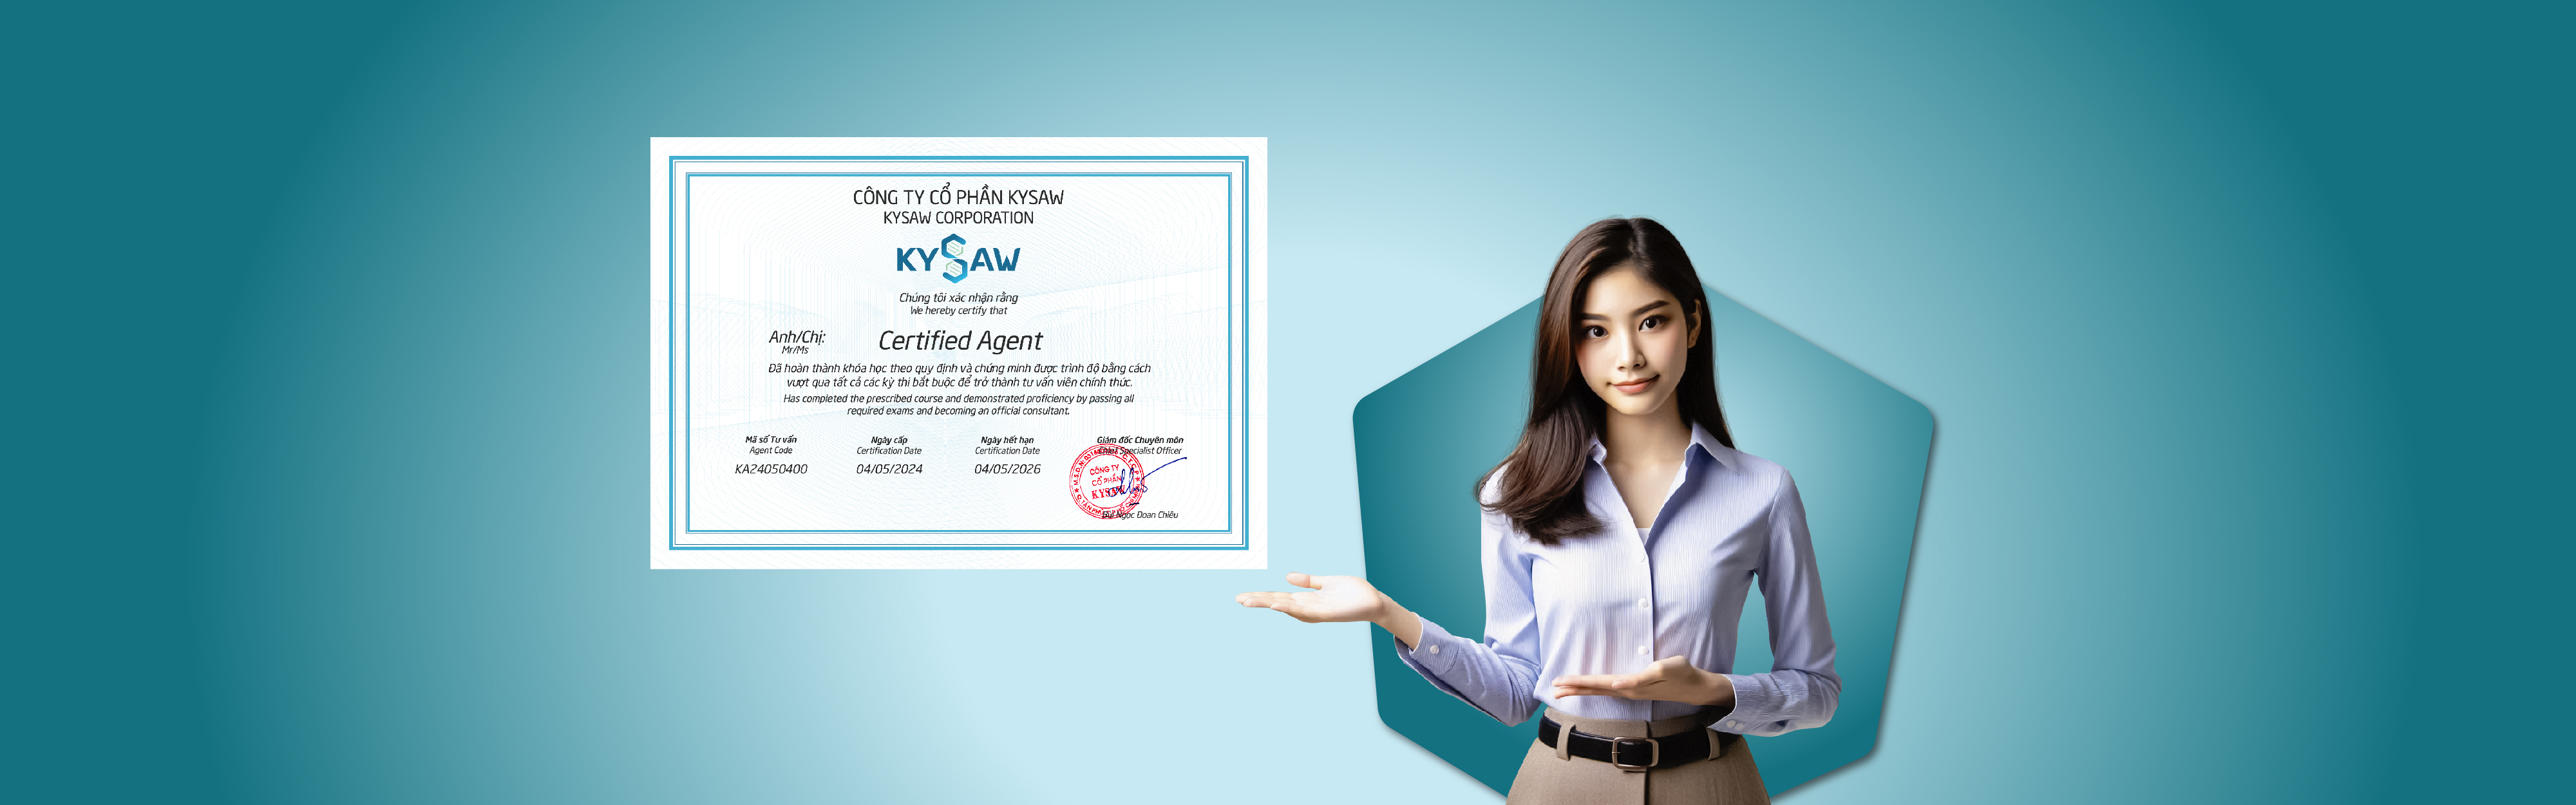 CÔNG TY CỔ PHẦN KYSAW
KYSAW CORPORATION
KYSAW
Chúng tôi xác nhận rằng
We hereby certify that
Anh/Chị: Certified Agent
Mr/Ms
Đã hoàn thành khóa học theo quy định và chứng minh được trình độ bằng cách
vượt qua tất cả các kỳ thi bắt buộc để trở thành tư vấn viên chính thức.
Has completed the prescribed course and demonstrated proficiency by passing all
required exams and becoming an official consultant.
Mã số Tư vấn Ngày cấp Ngày hết hạn Giám đốc Chuyên môn
Agent Code Certification Date Certification Date Specialist Officer
KA24050400 04/05/2024 04/05/2026
CÔNG TY
CỔ PHẦN
KYSAW
Ngọc Đoan Chiêu